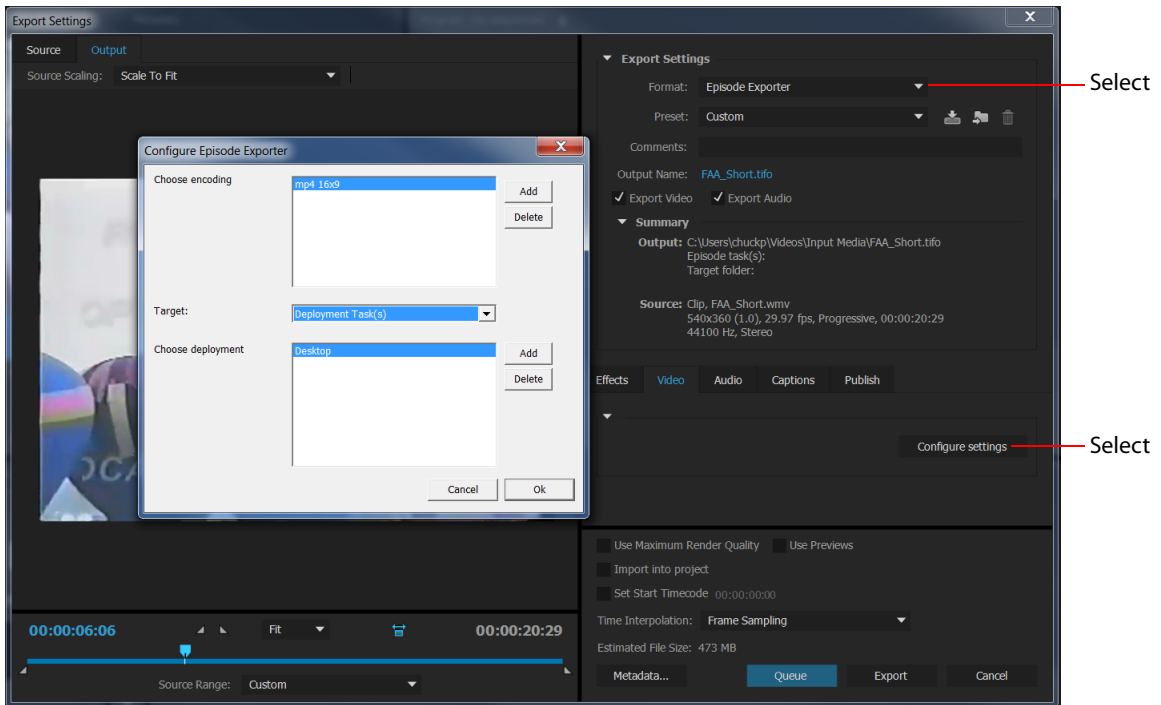 Export Settings
X
Source Output
Source Scaling: Scale To Fit
Export Settings
Format: Episode Exporter
Select
Preset: Custom
Comments:
Output Name: FAA_Short.tifo
Export Video Export Audio
Summary
Output: C:\Users\chuckp\Videos\Input Media\FAA_Short.tifo
Episode task(s):
Target folder:
Source: Clip, FAA_Short.wmv
540x360 (1.0), 29.97 fps, Progressive, 00:00:20:29
44100 Hz, Stereo
Configure Episode Exporter
X
Choose encoding
mp4 16x9
Add
Delete
Target:
Deployment Task(s)
Choose deployment
Desktop
Add
Delete
Cancel Ok
Effects Video Audio Captions Publish
Configure settings
Select
Use Maximum Render Quality Use Previews
Import into project
Set Start Timecode 00:00:00:00
Time Interpolation: Frame Sampling
Estimated File Size: 473 MB
Metadata... Queue Export Cancel
00:00:06:06 Fit 00:00:20:29
Source Range: Custom